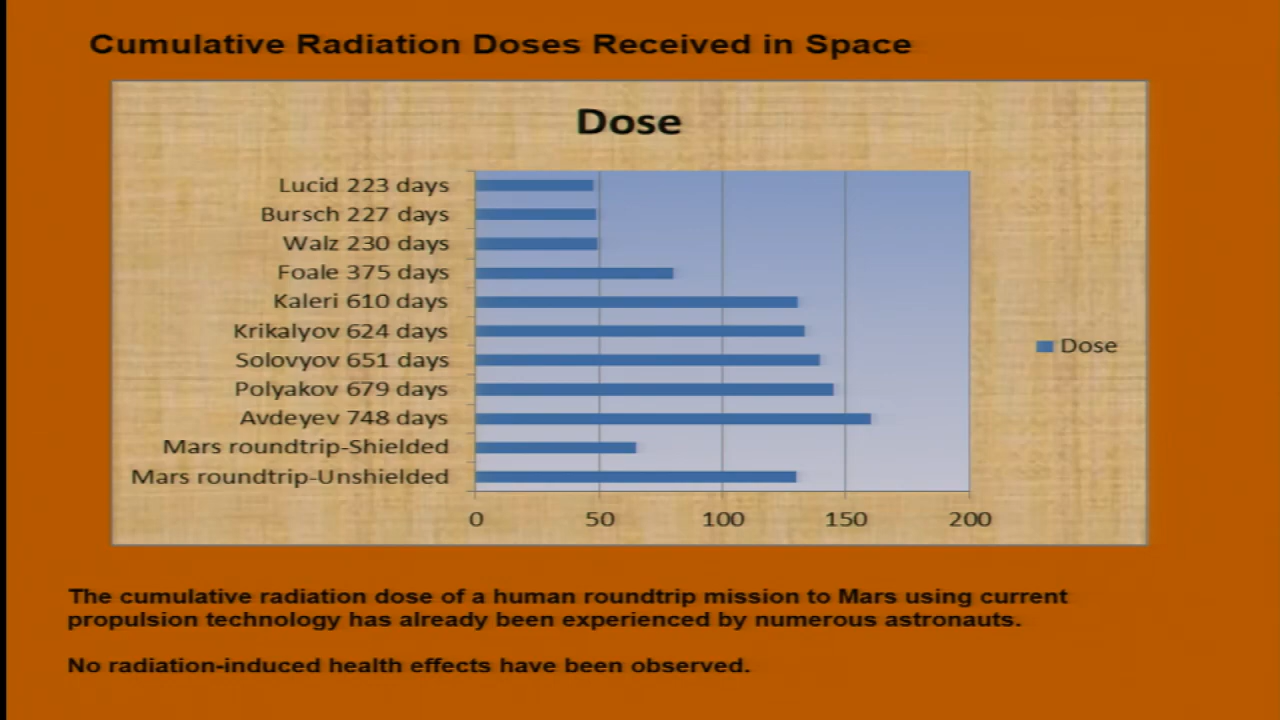 Cumulative Radiation Doses Received in Space
Dose
Lucid 223 days
Bursch 227 days
Walz 230 days
Foale 375 days
Kaleri 610 days
Krikalyov 624 days
Solovyov 651 days
Polyakov 679 days
Avdeyev 748 days
Mars roundtrip-Shielded
Mars roundtrip-Unshielded
0 50 100 150 200
Dose
The cumulative radiation dose of a human roundtrip mission to Mars using current
propulsion technology has already been experienced by numerous astronauts.
No radiation-induced health effects have been observed.